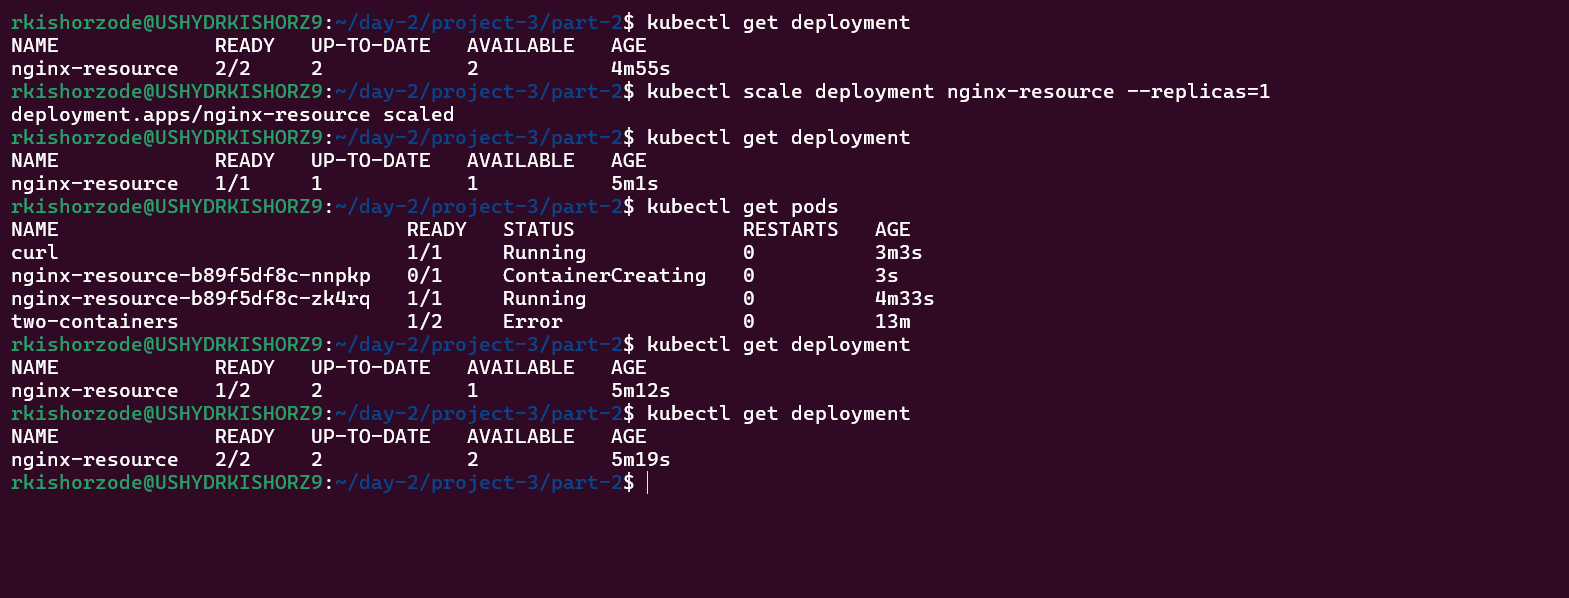 rkishorzode@USHYDRKISHORZ9:~/day-2/project-3/part-2$ kubectl get deployment
NAME             READY   UP-TO-DATE   AVAILABLE   AGE
nginx-resource   2/2     2            2           4m55s
rkishorzode@USHYDRKISHORZ9:~/day-2/project-3/part-2$ kubectl scale deployment nginx-resource --replicas=1
deployment.apps/nginx-resource scaled
rkishorzode@USHYDRKISHORZ9:~/day-2/project-3/part-2$ kubectl get deployment
NAME             READY   UP-TO-DATE   AVAILABLE   AGE
nginx-resource   1/1     1            1           5m1s
rkishorzode@USHYDRKISHORZ9:~/day-2/project-3/part-2$ kubectl get pods
NAME                             READY   STATUS              RESTARTS   AGE
curl                             1/1     Running             0          3m3s
nginx-resource-b89f5df8c-nnpkp   0/1     ContainerCreating   0          3s
nginx-resource-b89f5df8c-zk4rq   1/1     Running             0          4m33s
two-containers                   1/2     Error               0          13m
rkishorzode@USHYDRKISHORZ9:~/day-2/project-3/part-2$ kubectl get deployment
NAME             READY   UP-TO-DATE   AVAILABLE   AGE
nginx-resource   1/2     2            1           5m12s
rkishorzode@USHYDRKISHORZ9:~/day-2/project-3/part-2$ kubectl get deployment
NAME             READY   UP-TO-DATE   AVAILABLE   AGE
nginx-resource   2/2     2            2           5m19s
rkishorzode@USHYDRKISHORZ9:~/day-2/project-3/part-2$